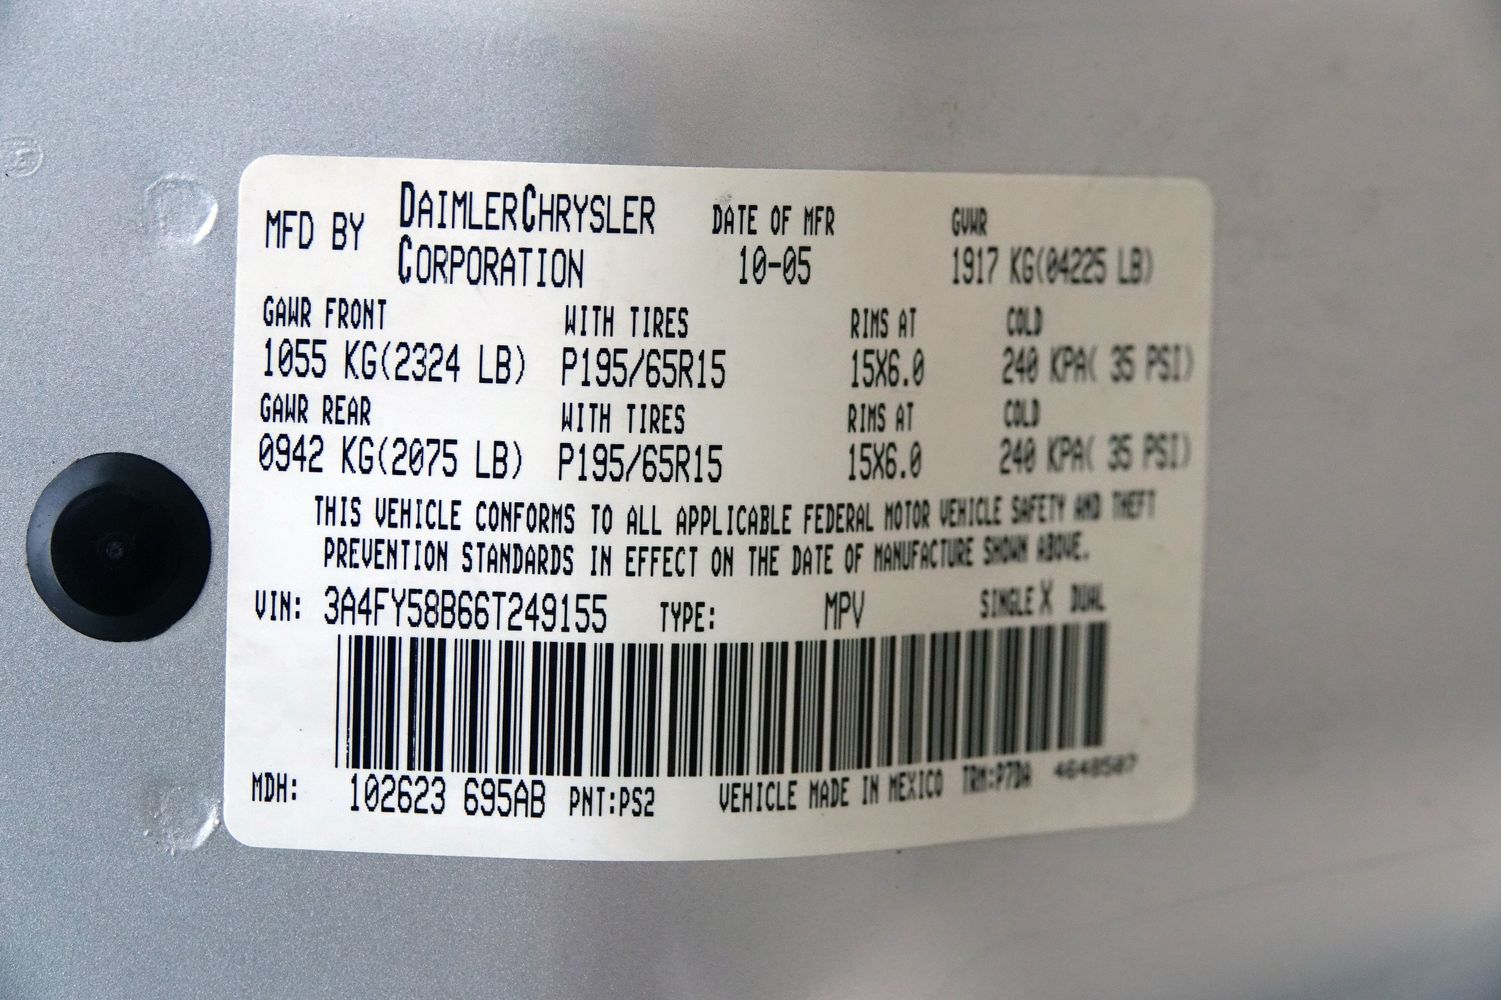 MFD BY DAIMLERCHRYSLER CORPORATION DATE OF MFR 10-05 GVWR 1917 KG(04225 LB)
GAWR FRONT WITH TIRES RIMS AT COLD
1055 KG(2324 LB) P195/65R15 15X6.0 240 KPA( 35 PSI)
GAWR REAR WITH TIRES RIMS AT COLD
0942 KG(2075 LB) P195/65R15 15X6.0 240 KPA( 35 PSI)
THIS VEHICLE CONFORMS TO ALL APPLICABLE FEDERAL MOTOR VEHICLE SAFETY AND THEFT
PREVENTION STANDARDS IN EFFECT ON THE DATE OF MANUFACTURE SHOWN ABOVE.
VIN: 3A4FY58B66T249155 TYPE: MPV SINGLE X DUAL
MDH: 102623 695AB PNT:PS2 VEHICLE MADE IN MEXICO TRM:P7DA 4648507